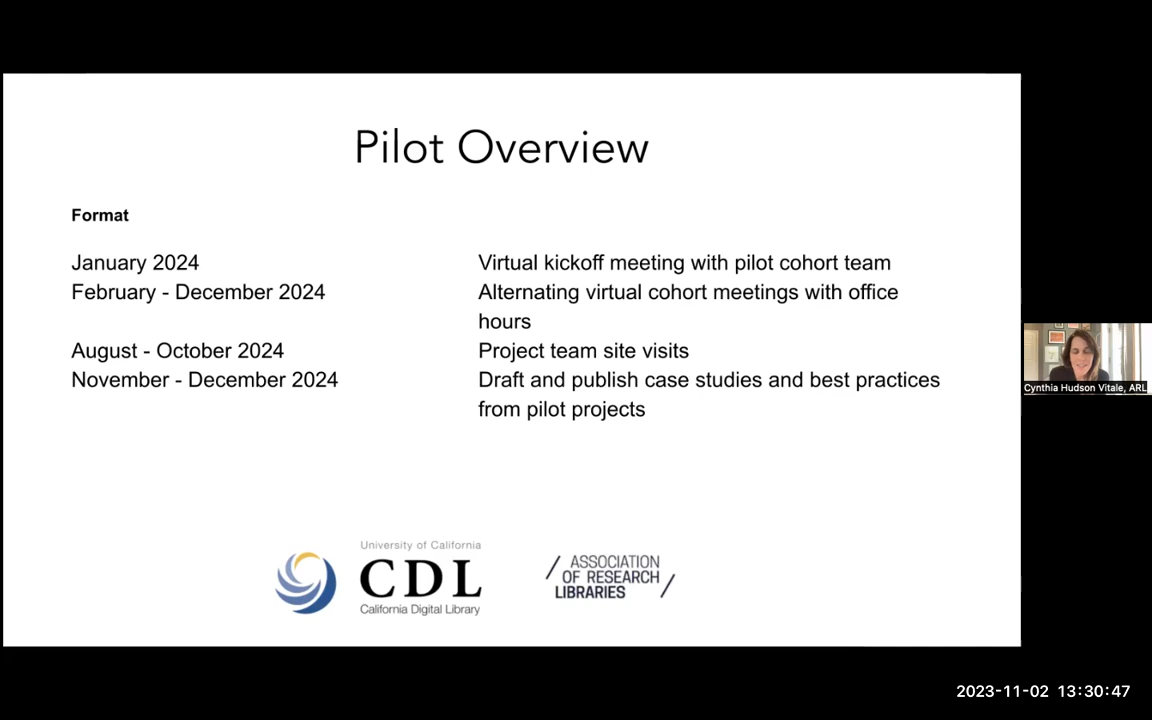 Pilot Overview
Format
January 2024 Virtual kickoff meeting with pilot cohort team
February - December 2024 Alternating virtual cohort meetings with office
hours
August - October 2024 Project team site visits
November - December 2024 Draft and publish case studies and best practices
from pilot projects
University of California
CDL
California Digital Library
ASSOCIATION
OF RESEARCH
LIBRARIES
Cynthia Hudson Vitale, ARL
2023-11-02 13:30:47